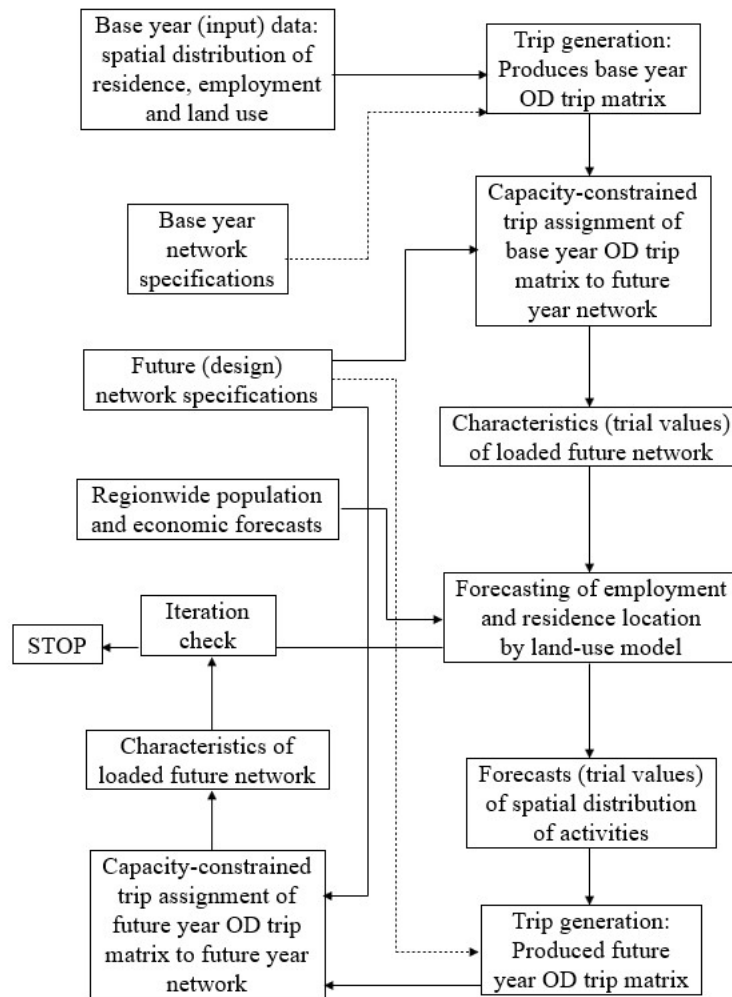 Base year (input) data:
spatial distribution of
residence, employment
and land use
Trip generation:
Produces base year
OD trip matrix
Base year
network
specifications
Capacity-constrained
trip assignment of
base year OD trip
matrix to future
year network
Future (design)
network specifications
Characteristics (trial values)
of loaded future network
Regionwide population
and economic forecasts
Forecasting of employment
and residence location
by land-use model
Iteration
check
STOP
Characteristics of
loaded future network
Forecasts (trial values)
of spatial distribution
of activities
Capacity-constrained
trip assignment of
future year OD trip
matrix to future year
network
Trip generation:
Produced future
year OD trip matrix